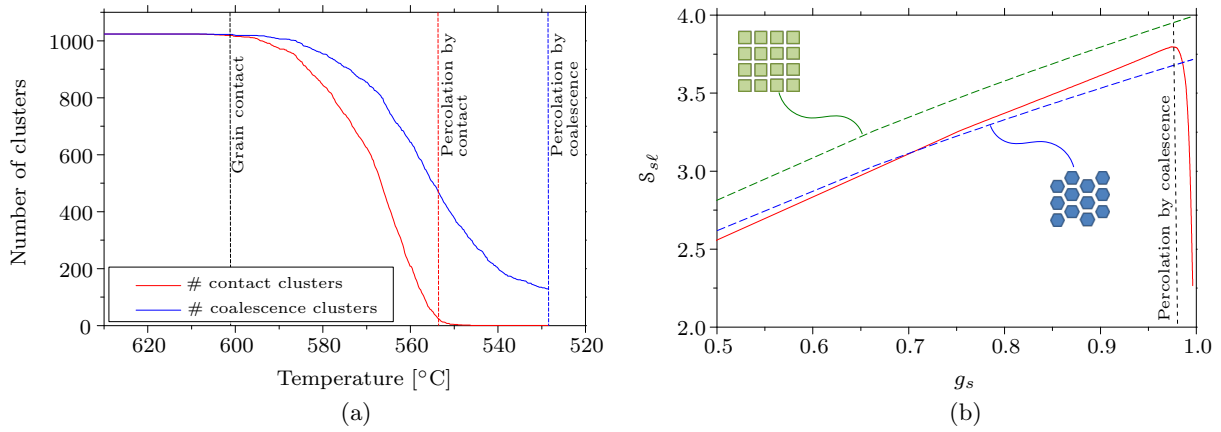 Number of clusters
1000
800
600
400
200
0
Grain contact
Percolation by
contact
Percolation by
coalescence
# contact clusters
# coalescence clusters
620
600
580
560
540
520
Temperature [°C]
(a)
𝒮sℓ
4.0
3.5
3.0
2.5
2.0
Percolation by coalescence
0.5
0.6
0.7
0.8
0.9
1.0
gs
(b)